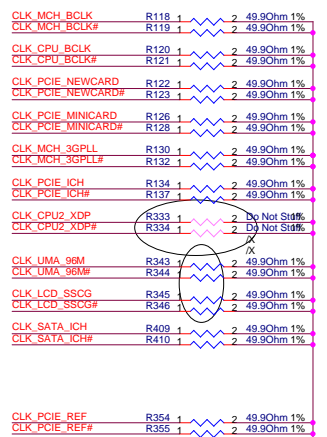 CLK_MCH_BCLK R118 1 2 49.9Ohm 1%
CLK_MCH_BCLK# R119 1 2 49.9Ohm 1%
CLK_CPU_BCLK R120 1 2 49.9Ohm 1%
CLK_CPU_BCLK# R121 1 2 49.9Ohm 1%
CLK_PCIE_NEWCARD R122 1 2 49.9Ohm 1%
CLK_PCIE_NEWCARD# R123 1 2 49.9Ohm 1%
CLK_PCIE_MINICARD R126 1 2 49.9Ohm 1%
CLK_PCIE_MINICARD# R128 1 2 49.9Ohm 1%
CLK_MCH_3GPLL R130 1 2 49.9Ohm 1%
CLK_MCH_3GPLL# R132 1 2 49.9Ohm 1%
CLK_PCIE_ICH R134 1 2 49.9Ohm 1%
CLK_PCIE_ICH# R137 1 2 49.9Ohm 1%
CLK_CPU2_XDP R333 1 2 Do Not Stuff
CLK_CPU2_XDP# R334 1 2 Do Not Stuff
/X
/X
CLK_UMA_96M R343 1 2 49.9Ohm 1%
CLK_UMA_96M# R344 1 2 49.9Ohm 1%
CLK_LCD_SSCG R345 1 2 49.9Ohm 1%
CLK_LCD_SSCG# R346 1 2 49.9Ohm 1%
CLK_SATA_ICH R409 1 2 49.9Ohm 1%
CLK_SATA_ICH# R410 1 2 49.9Ohm 1%
CLK_PCIE_REF R354 1 2 49.9Ohm 1%
CLK_PCIE_REF# R355 1 2 49.9Ohm 1%